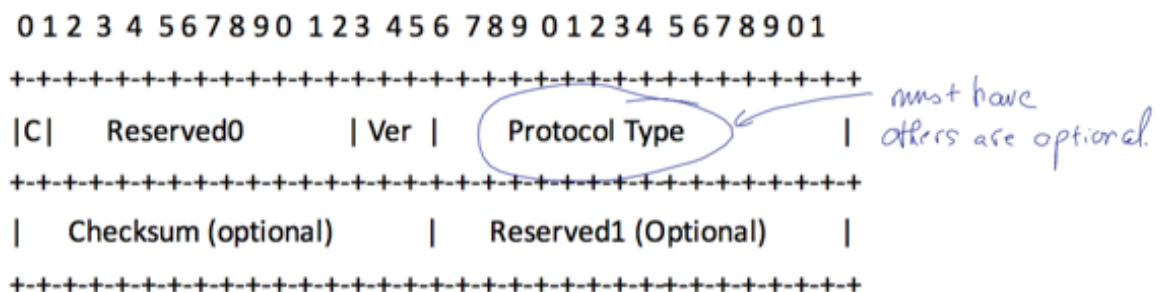 0 1 2 3 4 5 6 7 8 9 0 1 2 3 4 5 6 7 8 9 0 1 2 3 4 5 6 7 8 9 0 1
+-+-+-+-+-+-+-+-+-+-+-+-+-+-+-+-+-+-+-+-+-+-+-+-+-+-+-+-+-+-+-+-+
|C| Reserved0 | Ver | Protocol Type |
must have
others are optional.
+-+-+-+-+-+-+-+-+-+-+-+-+-+-+-+-+-+-+-+-+-+-+-+-+-+-+-+-+-+-+-+-+
| Checksum (optional) | Reserved1 (Optional) |
+-+-+-+-+-+-+-+-+-+-+-+-+-+-+-+-+-+-+-+-+-+-+-+-+-+-+-+-+-+-+-+-+